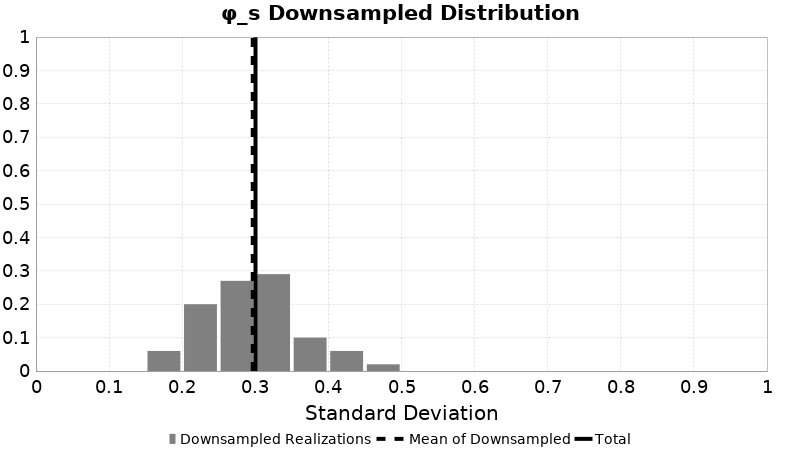 φ_s Downsampled Distribution
1
0.9
0.8
0.7
0.6
0.5
0.4
0.3
0.2
0.1
0
0 0.1 0.2 0.3 0.4 0.5 0.6 0.7 0.8 0.9 1
Standard Deviation
Downsampled Realizations Mean of Downsampled Total